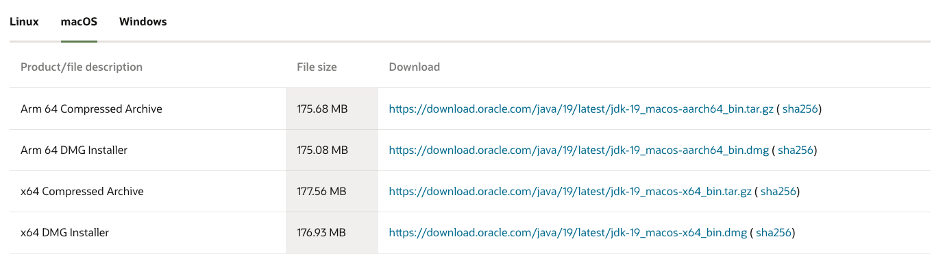 Linux macOS Windows
Product/file description File size Download
Arm 64 Compressed Archive 175.68 MB https://download.oracle.com/java/19/latest/jdk-19_macos-aarch64_bin.tar.gz ( sha256)
Arm 64 DMG Installer 175.08 MB https://download.oracle.com/java/19/latest/jdk-19_macos-aarch64_bin.dmg ( sha256)
x64 Compressed Archive 177.56 MB https://download.oracle.com/java/19/latest/jdk-19_macos-x64_bin.tar.gz ( sha256)
x64 DMG Installer 176.93 MB https://download.oracle.com/java/19/latest/jdk-19_macos-x64_bin.dmg ( sha256)